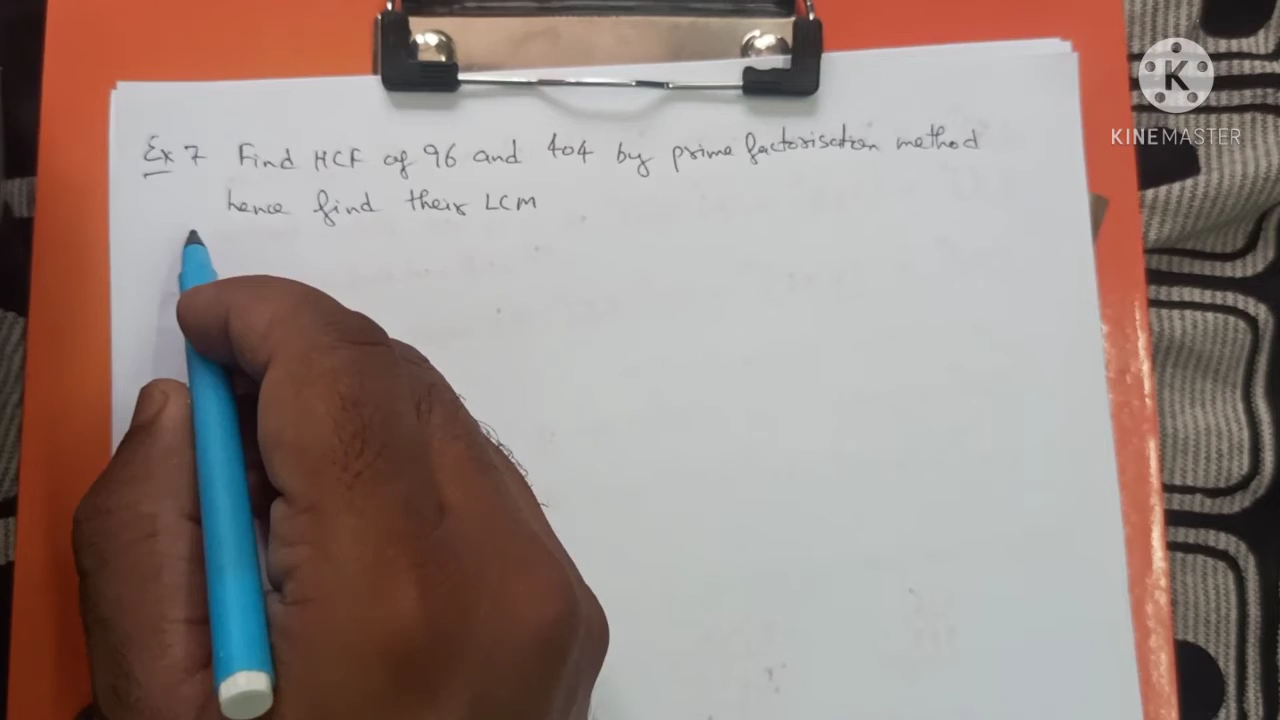 Ex 7 Find HCF of 96 and 404 by prime factorisation method
hence find their LCM
K
KINEMASTER